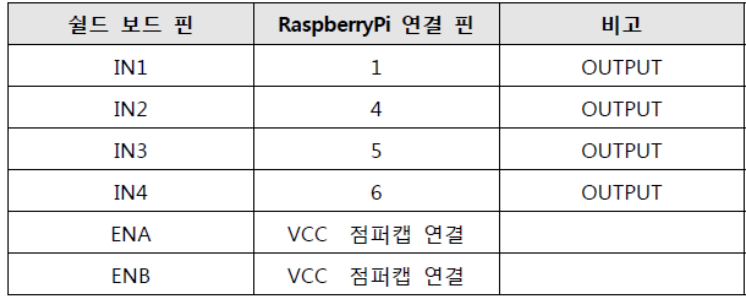 쉴드 보드 핀 RaspberryPi 연결 핀 비고
IN1 1 OUTPUT
IN2 4 OUTPUT
IN3 5 OUTPUT
IN4 6 OUTPUT
ENA VCC 점퍼캡 연결
ENB VCC 점퍼캡 연결